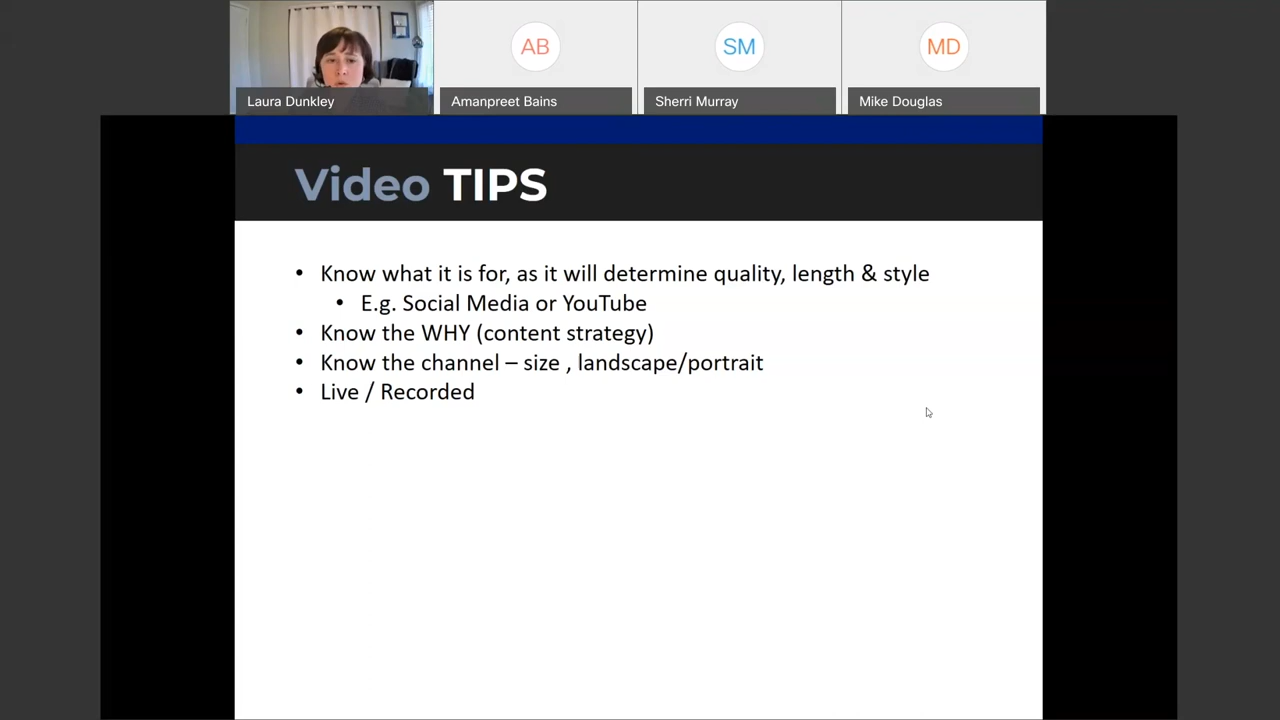 AB
SM
MD
Laura Dunkley
Amanpreet Bains
Sherri Murray
Mike Douglas
Video TIPS
• Know what it is for, as it will determine quality, length & style
• E.g. Social Media or YouTube
• Know the WHY (content strategy)
• Know the channel – size , landscape/portrait
• Live / Recorded